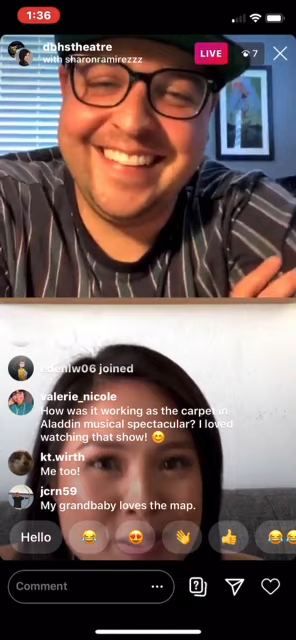 1:36
dbhstheatre
with sharonramirezzz
LIVE
7
joined
valerie_nicole
How was it working as the carpet in
Aladdin musical spectacular? I loved
watching that show! 😊
kt.wirth
Me too!
jcrn59
My grandbaby loves the map.
Hello
😂
😍
👋
👍
😂😂
Comment